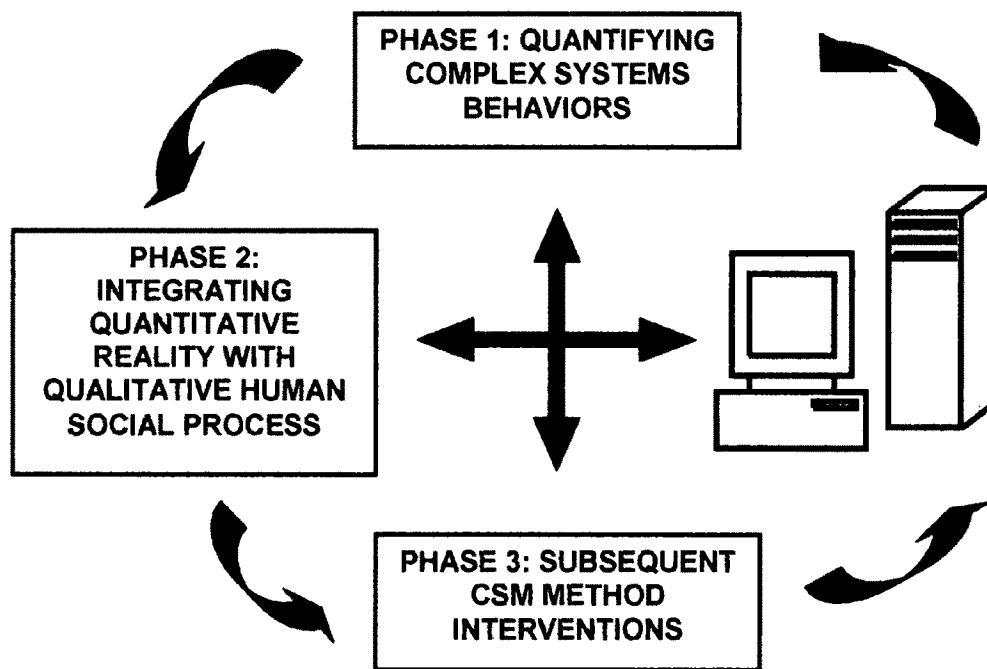 PHASE 1: QUANTIFYING
COMPLEX SYSTEMS
BEHAVIORS
PHASE 2:
INTEGRATING
QUANTITATIVE
REALITY WITH
QUALITATIVE HUMAN
SOCIAL PROCESS
PHASE 3: SUBSEQUENT
CSM METHOD
INTERVENTIONS